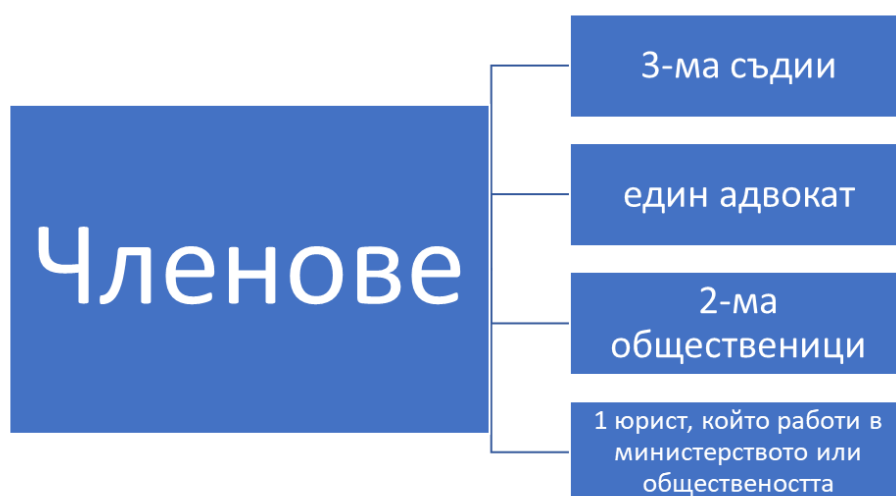 Членове
3-ма съдии
един адвокат
2-ма
общественици
1 юрист, който работи в
министерството или
обществеността